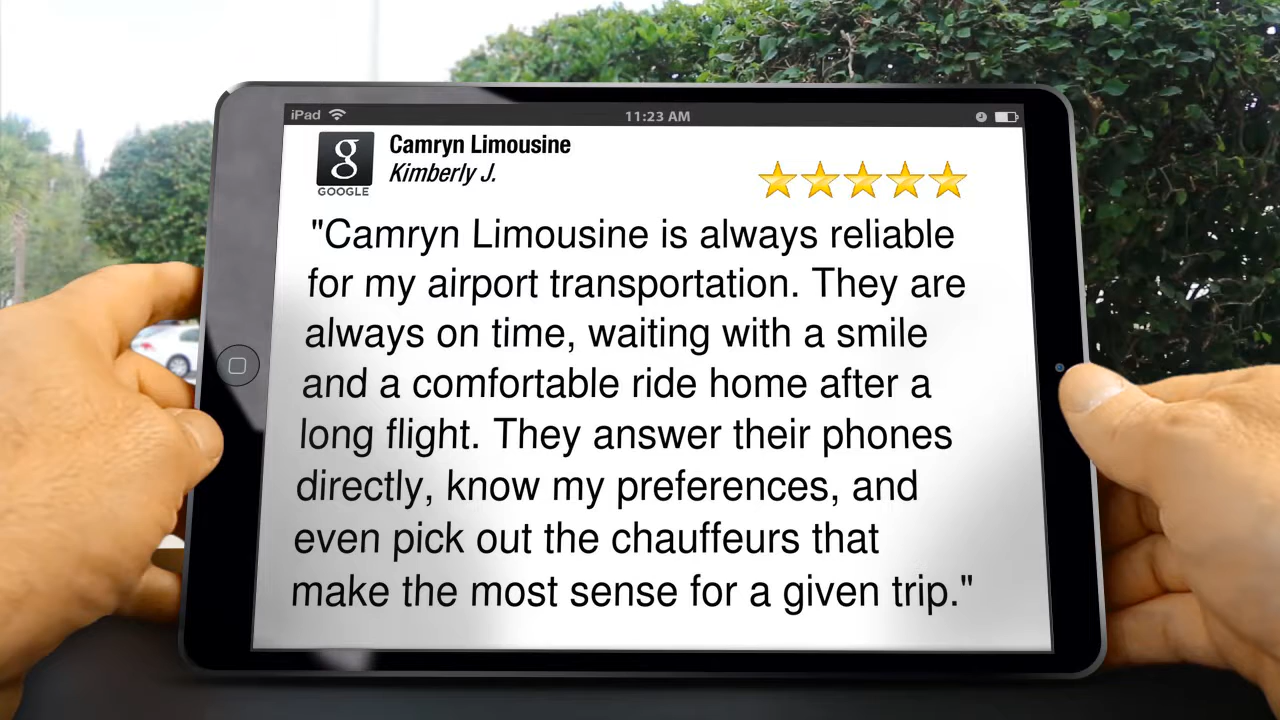 iPad 11:23 AM
g
GOOGLE
Camryn Limousine
Kimberly J.
"Camryn Limousine is always reliable
for my airport transportation. They are
always on time, waiting with a smile
and a comfortable ride home after a
long flight. They answer their phones
directly, know my preferences, and
even pick out the chauffeurs that
make the most sense for a given trip."